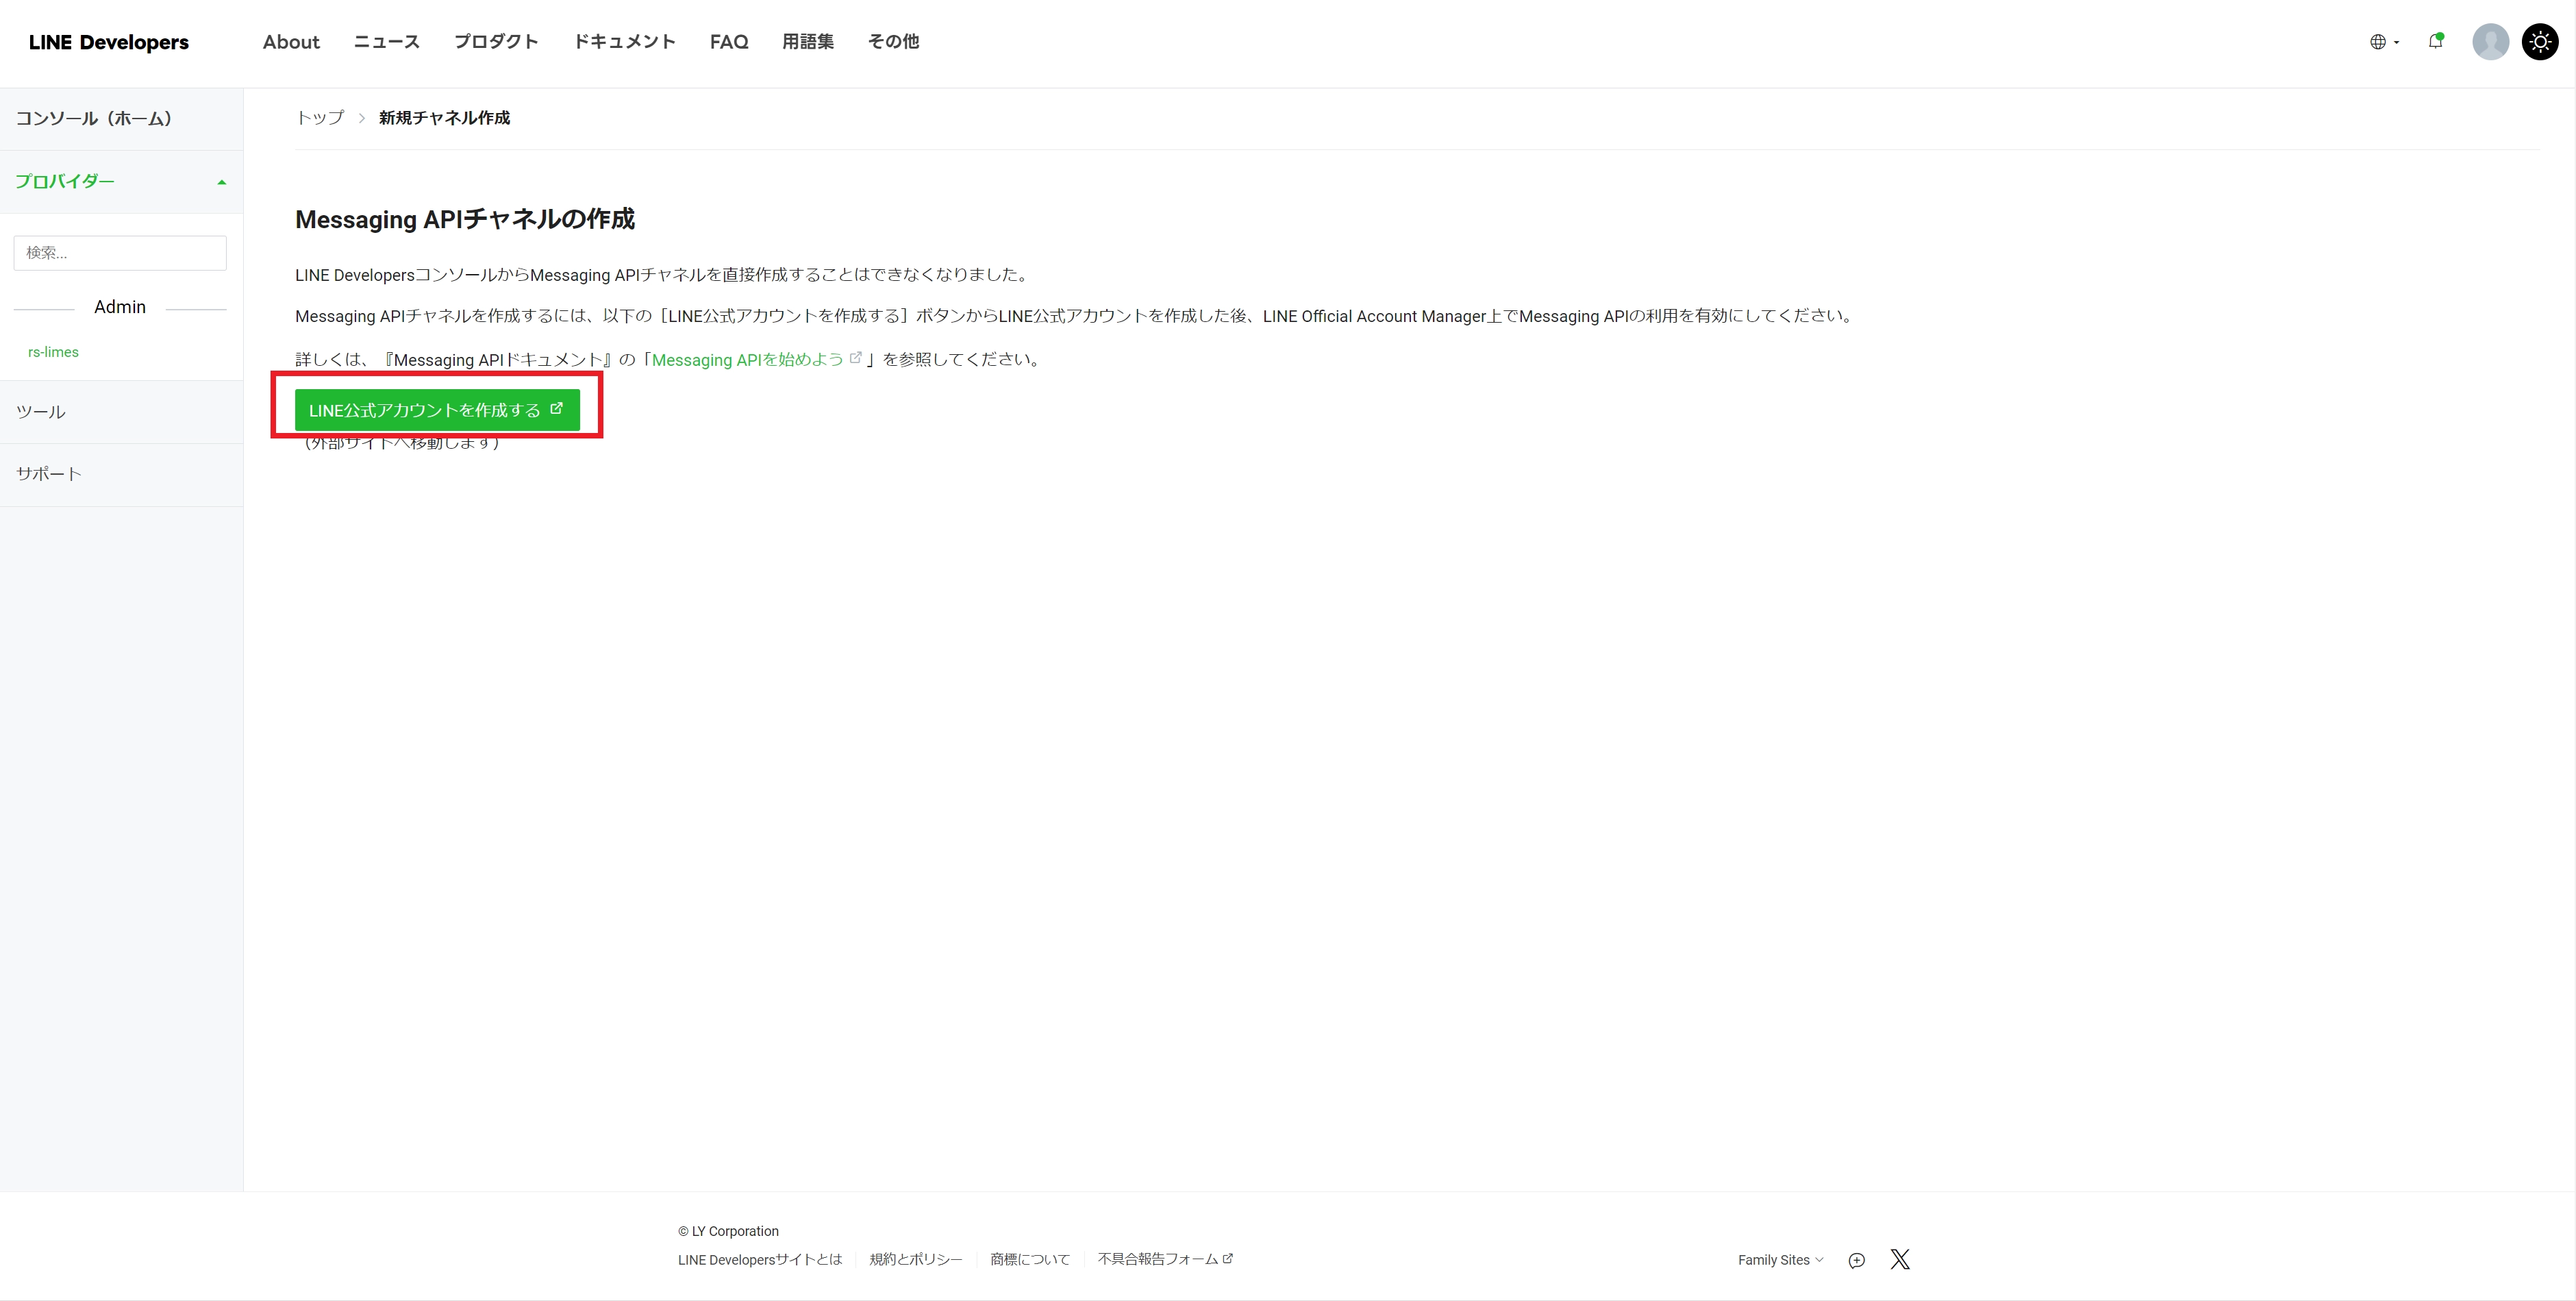 LINE Developers
About
ニュース
プロダクト
ドキュメント
FAQ
用語集
その他
コンソール（ホーム）
プロバイダー
検索...
Admin
rs-limes
ツール
サポート
トップ
新規チャネル作成
Messaging APIチャネルの作成
LINE DevelopersコンソールからMessaging APIチャネルを直接作成することはできなくなりました。
Messaging APIチャネルを作成するには、以下の［LINE公式アカウントを作成する］ボタンからLINE公式アカウントを作成した後、LINE Official Account Manager上でMessaging APIの利用を有効にしてください。
詳しくは、『Messaging APIドキュメント』の「Messaging APIを始めよう」を参照してください。
LINE公式アカウントを作成する
（外部サイトへ移動します）
© LY Corporation
LINE Developersサイトとは
規約とポリシー
商標について
不具合報告フォーム
Family Sites